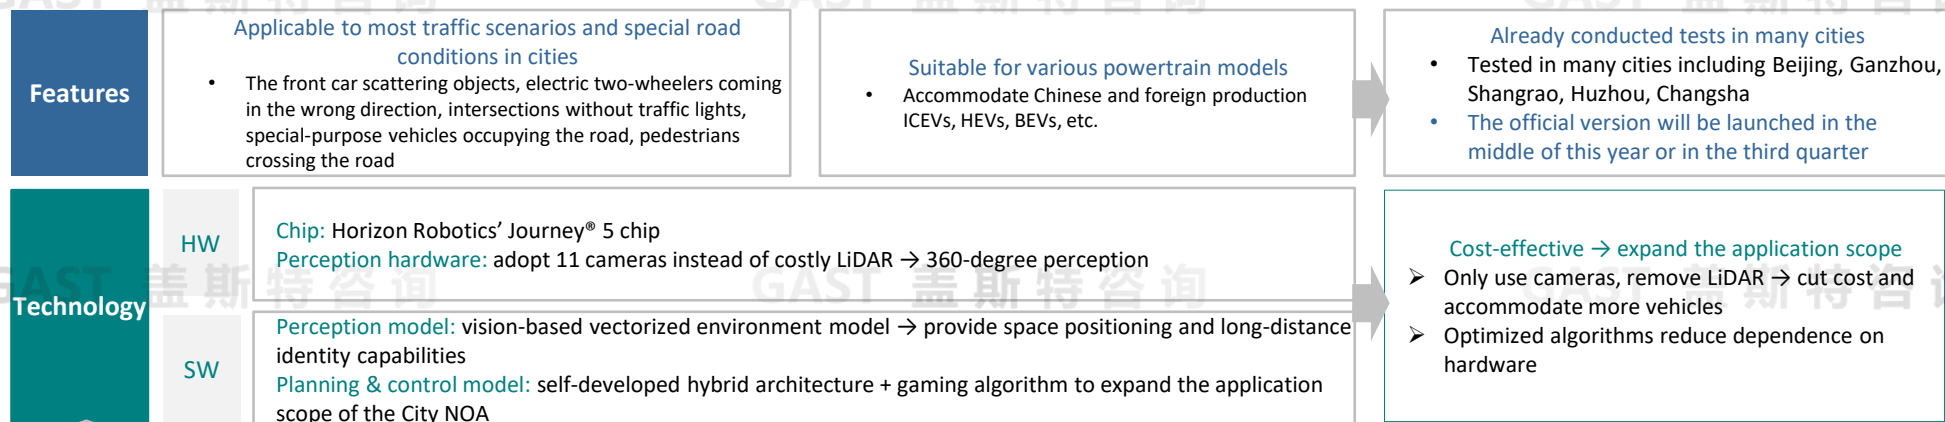 Features
Applicable to most traffic scenarios and special road
conditions in cities
• The front car scattering objects, electric two-wheelers coming
in the wrong direction, intersections without traffic lights,
special-purpose vehicles occupying the road, pedestrians
crossing the road
Suitable for various powertrain models
• Accommodate Chinese and foreign production
ICEVs, HEVs, BEVs, etc.
Already conducted tests in many cities
• Tested in many cities including Beijing, Ganzhou,
Shangrao, Huzhou, Changsha
• The official version will be launched in the
middle of this year or in the third quarter
Technology
HW
Chip: Horizon Robotics’ Journey® 5 chip
Perception hardware: adopt 11 cameras instead of costly LiDAR → 360-degree perception
SW
Perception model: vision-based vectorized environment model → provide space positioning and long-distance
identity capabilities
Planning & control model: self-developed hybrid architecture + gaming algorithm to expand the application
scope of the City NOA
Cost-effective → expand the application scope
➢ Only use cameras, remove LiDAR → cut cost and
accommodate more vehicles
➢ Optimized algorithms reduce dependence on
hardware
GAST 盖斯特咨询